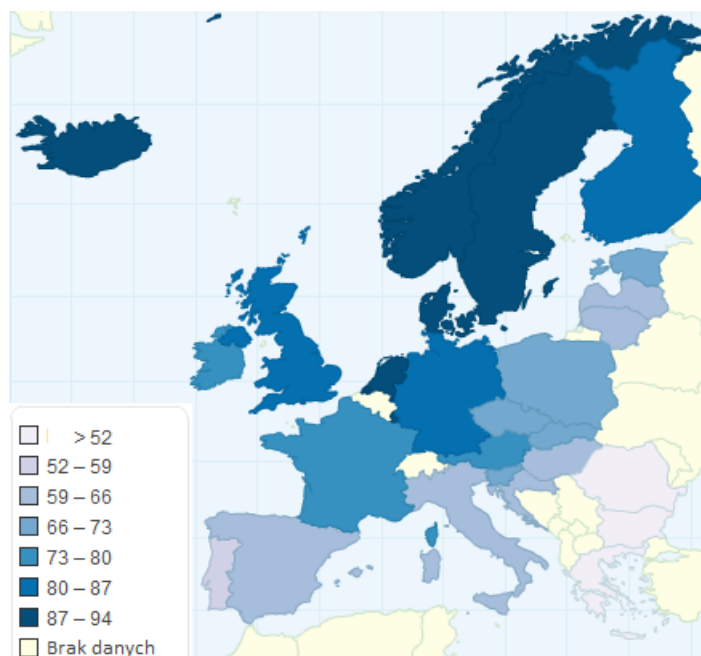 > 52
52 – 59
59 – 66
66 – 73
73 – 80
80 – 87
87 – 94
Brak danych